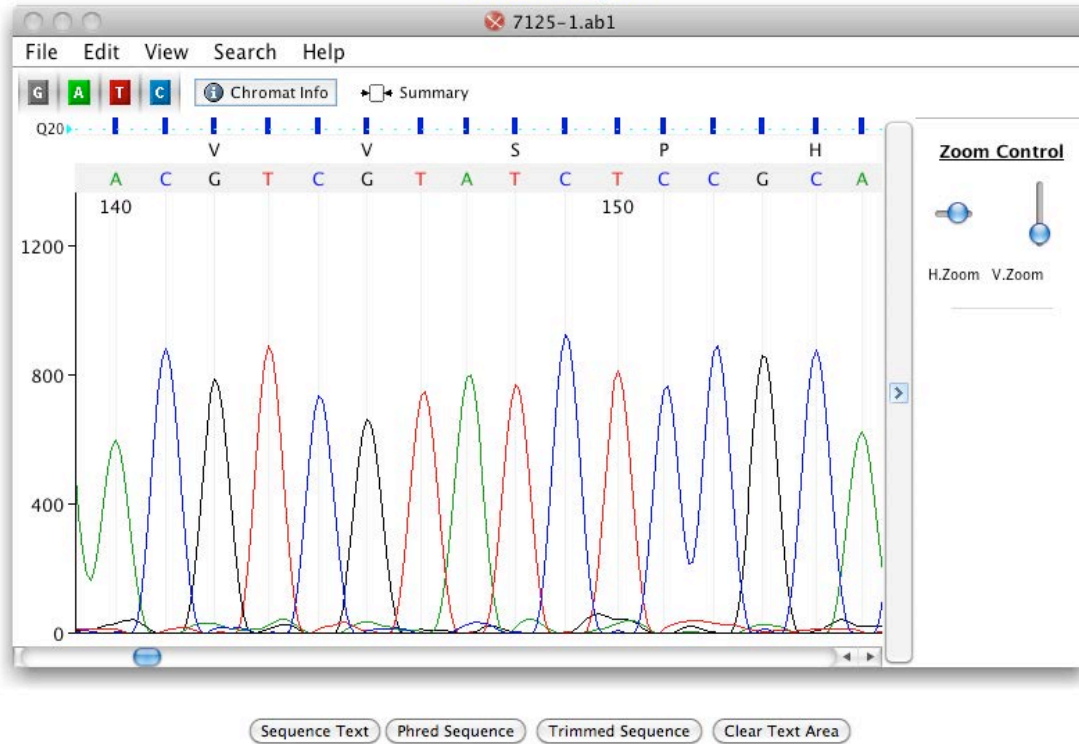 7125-1.ab1
File Edit View Search Help
G A T C Chromat Info Summary
Q20
V V S P H
A C G T C G T A T C T C C G C A
140 150
1200
800
400
0
Zoom Control
H.Zoom V.Zoom
Sequence Text Phred Sequence Trimmed Sequence Clear Text Area